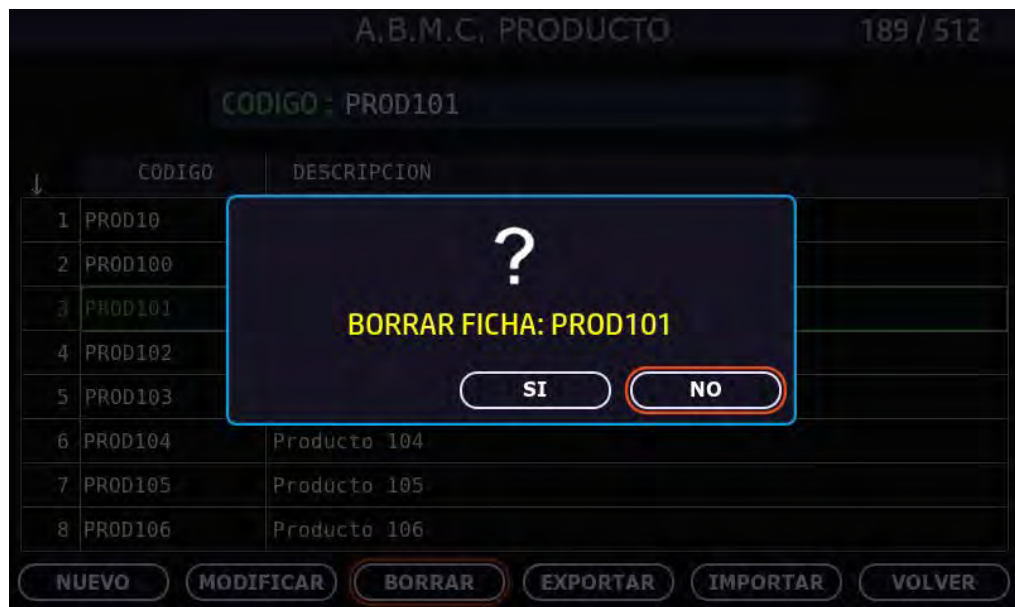 A.B.M.C. PRODUCTO 189 / 512
CODIGO : PROD101
↓ CODIGO DESCRIPCION
1 PROD10
2 PROD100
3 PROD101
4 PROD102
5 PROD103
6 PROD104 Producto 104
7 PROD105 Producto 105
8 PROD106 Producto 106
?
BORRAR FICHA: PROD101
SI NO
NUEVO MODIFICAR BORRAR EXPORTAR IMPORTAR VOLVER